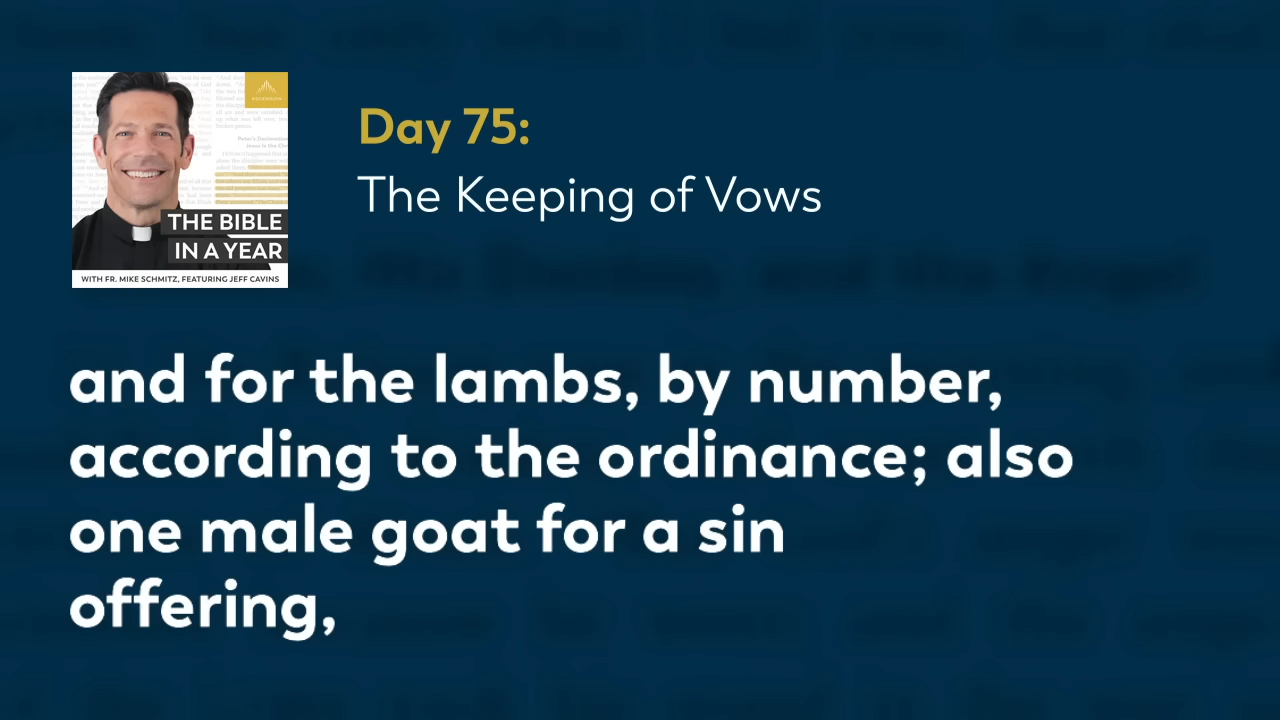 ASCENSION
THE BIBLE
IN A YEAR
WITH FR. MIKE SCHMITZ, FEATURING JEFF CAVINS
Day 75:
The Keeping of Vows
and for the lambs, by number,
according to the ordinance; also
one male goat for a sin
offering,